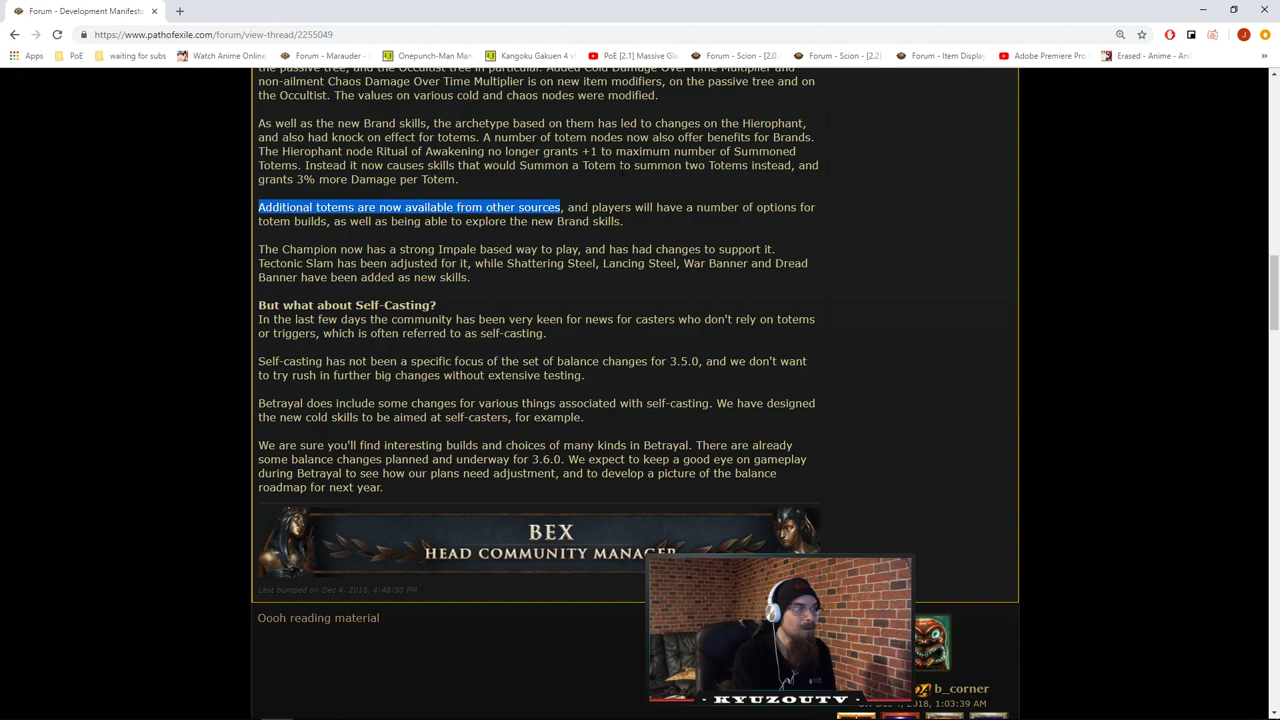 Forum - Development Manifesto
https://www.pathofexile.com/forum/view-thread/2255049
Apps PoE waiting for subs Watch Anime Online Forum - Marauder - Onepunch-Man Man Kangoku Gakuen 4 PoE [2.1] Massive Gla Forum - Scion - [2.0. Forum - Scion - [2.2] Forum - Item Display Adobe Premiere Pro Erased - Anime - An
the passive tree, and the Occultist tree in particular. Added Cold Damage Over Time Multiplier and
non-ailment Chaos Damage Over Time Multiplier is on new item modifiers, on the passive tree and on
the Occultist. The values on various cold and chaos nodes were modified.
As well as the new Brand skills, the archetype based on them has led to changes on the Hierophant,
and also had knock on effect for totems. A number of totem nodes now also offer benefits for Brands.
The Hierophant node Ritual of Awakening no longer grants +1 to maximum number of Summoned
Totems. Instead it now causes skills that would Summon a Totem to summon two Totems instead, and
grants 3% more Damage per Totem.
Additional totems are now available from other sources, and players will have a number of options for
totem builds, as well as being able to explore the new Brand skills.
The Champion now has a strong Impale based way to play, and has had changes to support it.
Tectonic Slam has been adjusted for it, while Shattering Steel, Lancing Steel, War Banner and Dread
Banner have been added as new skills.
But what about Self-Casting?
In the last few days the community has been very keen for news for casters who don't rely on totems
or triggers, which is often referred to as self-casting.
Self-casting has not been a specific focus of the set of balance changes for 3.5.0, and we don't want
to try rush in further big changes without extensive testing.
Betrayal does include some changes for various things associated with self-casting. We have designed
the new cold skills to be aimed at self-casters, for example.
We are sure you'll find interesting builds and choices of many kinds in Betrayal. There are already
some balance changes planned and underway for 3.6.0. We expect to keep a good eye on gameplay
during Betrayal to see how our plans need adjustment, and to develop a picture of the balance
roadmap for next year.
BEX
HEAD COMMUNITY MANAGER
Last bumped on Dec 4, 2018, 4:48:30 PM
Oooh reading material
b_corner
on Dec 4, 2018, 1:03:39 AM
- KYUZOUTV -